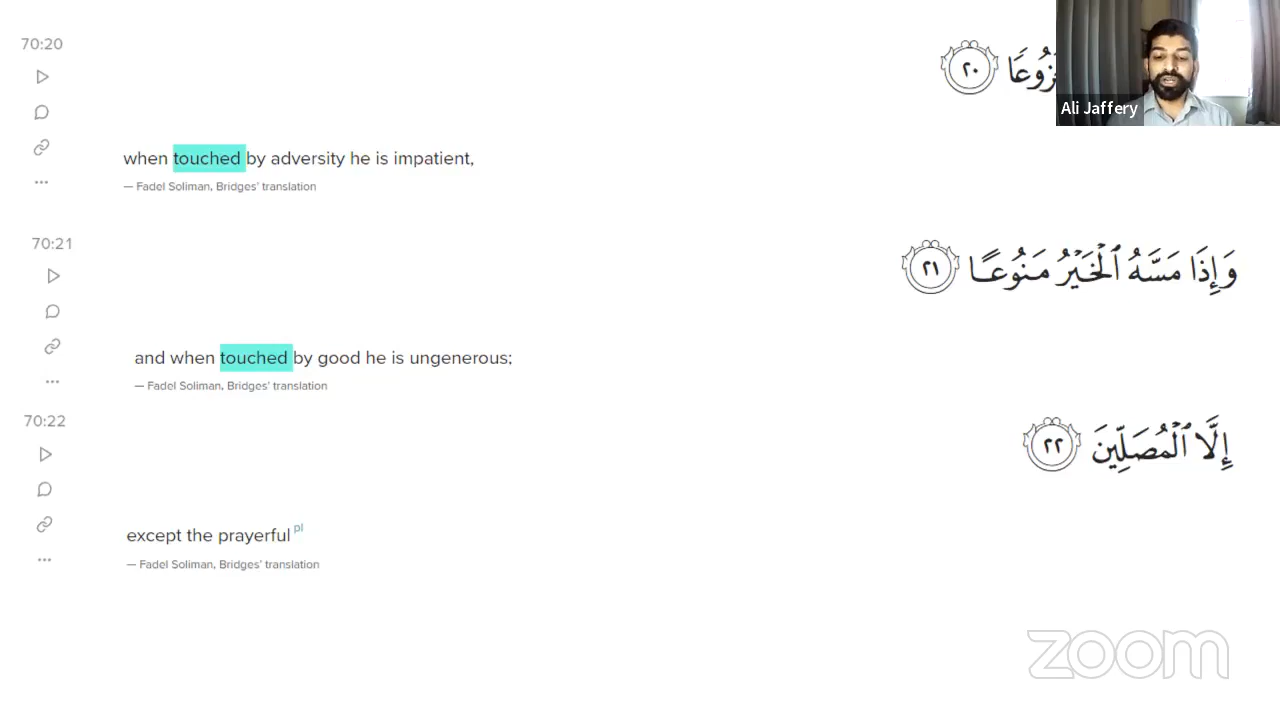 70:20
٢٠
Ali Jaffery
when touched by adversity he is impatient,
— Fadel Soliman, Bridges' translation
70:21
وَإِذَا مَسَّهُ ٱلْخَيْرُ مَنُوعًا ٢١
and when touched by good he is ungenerous;
— Fadel Soliman, Bridges' translation
70:22
إِلَّا ٱلْمُصَلِّينَ ٢٢
except the prayerful pl
— Fadel Soliman, Bridges' translation
zoom